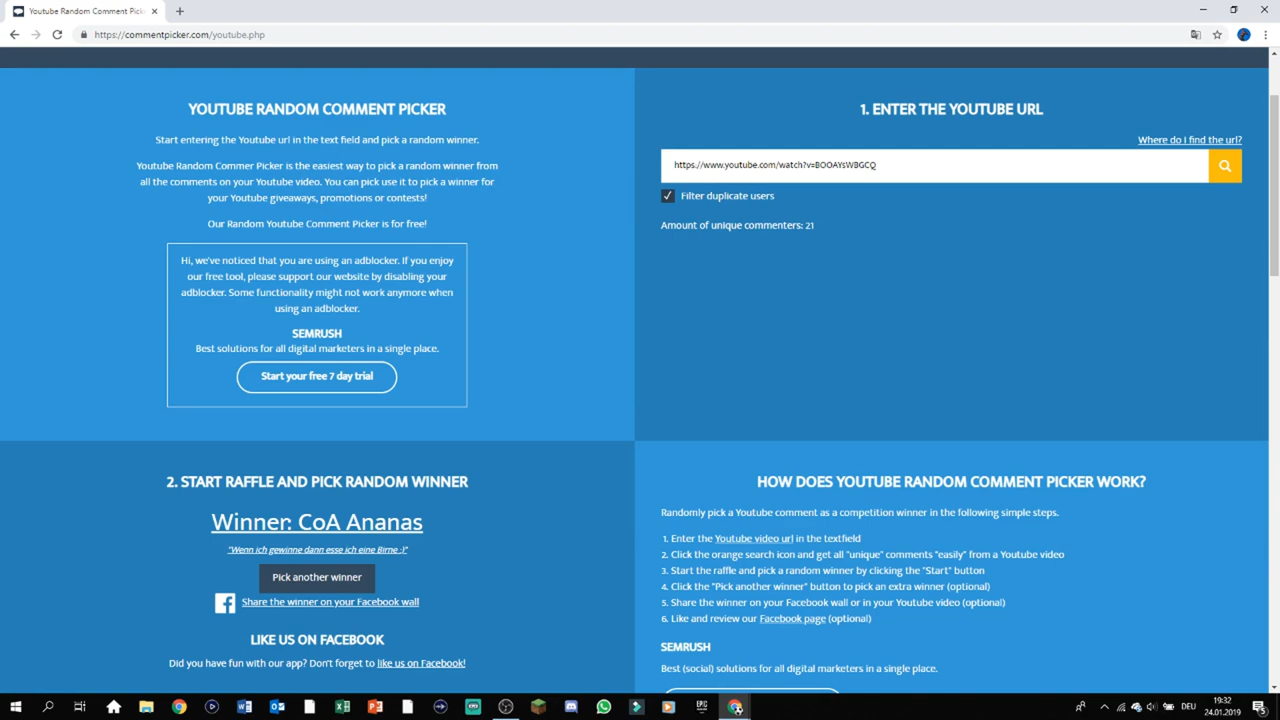 Youtube Random Comment Pick
https://commentpicker.com/youtube.php
YOUTUBE RANDOM COMMENT PICKER
Start entering the Youtube url in the text field and pick a random winner.
Youtube Random Commer Picker is the easiest way to pick a random winner from
all the comments on your Youtube video. You can pick use it to pick a winner for
your Youtube giveaways, promotions or contests!
Our Random Youtube Comment Picker is for free!
Hi, we've noticed that you are using an adblocker. If you enjoy
our free tool, please support our website by disabling your
adblocker. Some functionality might not work anymore when
using an adblocker.
SEMRUSH
Best solutions for all digital marketers in a single place.
Start your free 7 day trial
1. ENTER THE YOUTUBE URL
Where do I find the url?
https://www.youtube.com/watch?v=BOOAYsWBGCQ
Filter duplicate users
Amount of unique commenters: 21
2. START RAFFLE AND PICK RANDOM WINNER
Winner: CoA Ananas
"Wenn ich gewinne dann esse ich eine Birne ;)"
Pick another winner
Share the winner on your Facebook wall
LIKE US ON FACEBOOK
Did you have fun with our app? Don't forget to like us on Facebook!
HOW DOES YOUTUBE RANDOM COMMENT PICKER WORK?
Randomly pick a Youtube comment as a competition winner in the following simple steps.
1. Enter the Youtube video url in the textfield
2. Click the orange search icon and get all "unique" comments "easily" from a Youtube video
3. Start the raffle and pick a random winner by clicking the "Start" button
4. Click the "Pick another winner" button to pick an extra winner (optional)
5. Share the winner on your Facebook wall or in your Youtube video (optional)
6. Like and review our Facebook page (optional)
SEMRUSH
Best (social) solutions for all digital marketers in a single place.
EPIC
DEU
19:32
24.01.2019
5